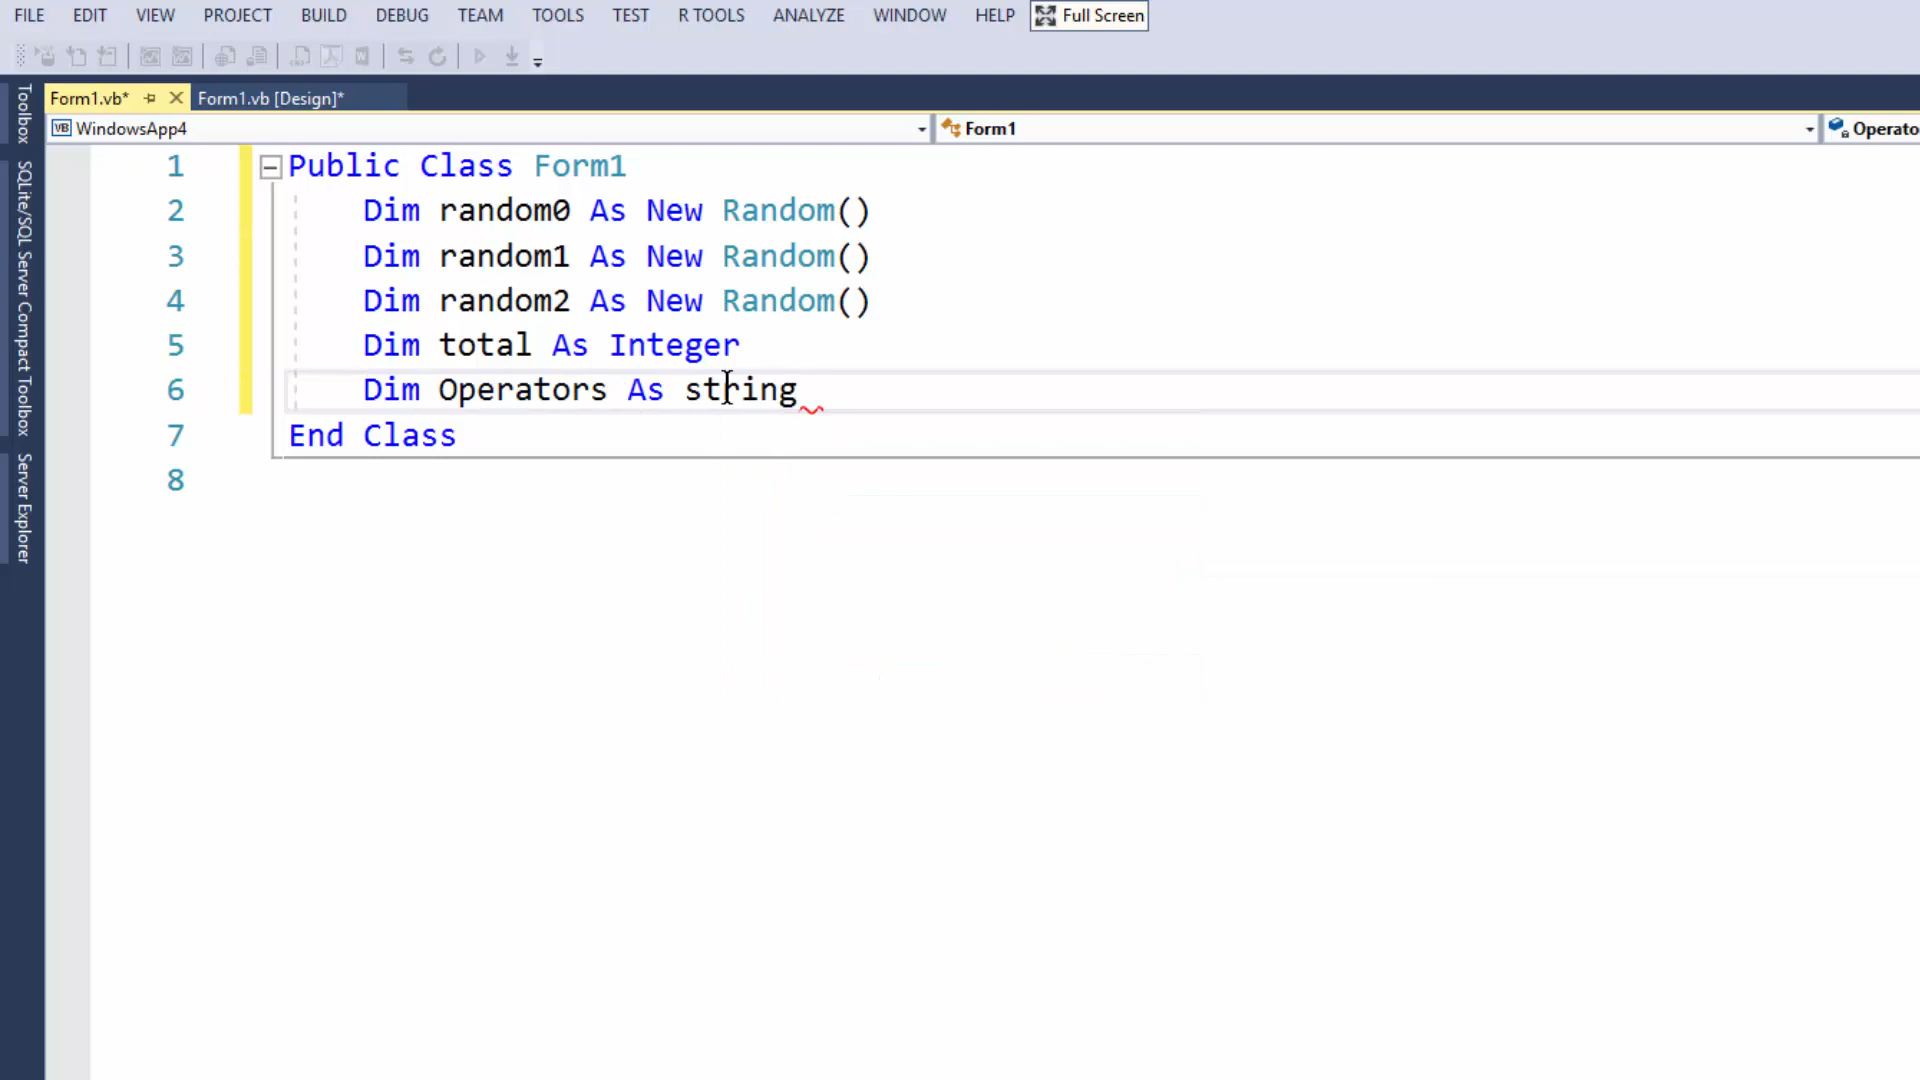 FILE EDIT VIEW PROJECT BUILD DEBUG TEAM TOOLS TEST R TOOLS ANALYZE WINDOW HELP Full Screen
Form1.vb* Form1.vb [Design]*
VB WindowsApp4 Form1 Operato
Toolbox
SQLite/SQL Server Compact Toolbox
Server Explorer
1 Public Class Form1
2 Dim random0 As New Random()
3 Dim random1 As New Random()
4 Dim random2 As New Random()
5 Dim total As Integer
6 Dim Operators As string
7 End Class
8